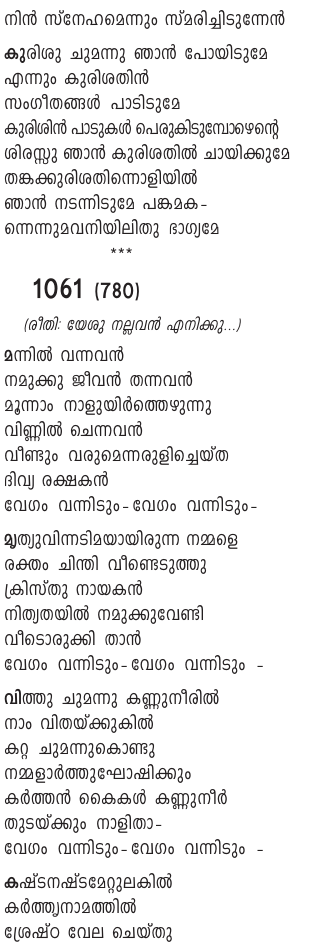 നിൻ സ്നേഹമെന്നും സ്മരിച്ചിടുന്നേൻ
കുരിശു ചുമന്നു ഞാൻ പോയിടുമേ
എന്നും കുരിശതിൻ
സംഗീതങ്ങൾ പാടിടുമേ
കുരിശിൻ പാടുകൾ പെരുകിടുമ്പോഴെന്റെ
ശിരസ്സു ഞാൻ കുരിശതിൽ ചായിക്കുമേ
തങ്കക്കുരിശതിന്നൊളിയിൽ
ഞാൻ നടന്നിടുമേ പങ്കമക-
ന്നെന്നുമവനിയിലിതു ഭാഗ്യമേ
***
1061 (780)
(രീതി: യേശു നല്ലവൻ എനിക്കു...)
മന്നിൽ വന്നവൻ
നമുക്കു ജീവൻ തന്നവൻ
മൂന്നാം നാളുയിർത്തെഴുന്നു
വിണ്ണിൽ ചെന്നവൻ
വീണ്ടും വരുമെന്നരുളിച്ചെയ്ത
ദിവ്യ രക്ഷകൻ
വേഗം വന്നിടും-വേഗം വന്നിടും-
മൃത്യുവിന്നടിമയായിരുന്ന നമ്മളെ
രക്തം ചിന്തി വീണ്ടെടുത്തു
ക്രിസ്തു നായകൻ
നിത്യതയിൽ നമുക്കുവേണ്ടി
വീടൊരുക്കി താൻ
വേഗം വന്നിടും-വേഗം വന്നിടും -
വിത്തു ചുമന്നു കണ്ണുനീരിൽ
നാം വിതയ്ക്കുകിൽ
കറ്റ ചുമന്നുകൊണ്ടു
നമ്മളാർത്തുഘോഷിക്കും
കർത്തൻ കൈകൾ കണ്ണുനീർ
തുടയ്ക്കും നാളിതാ-
വേഗം വന്നിടും-വേഗം വന്നിടും -
കഷ്ടനഷ്ടമേറ്റുലകിൽ
കർത്തൃനാമത്തിൽ
ശ്രേഷ്ഠ വേല ചെയ്തു